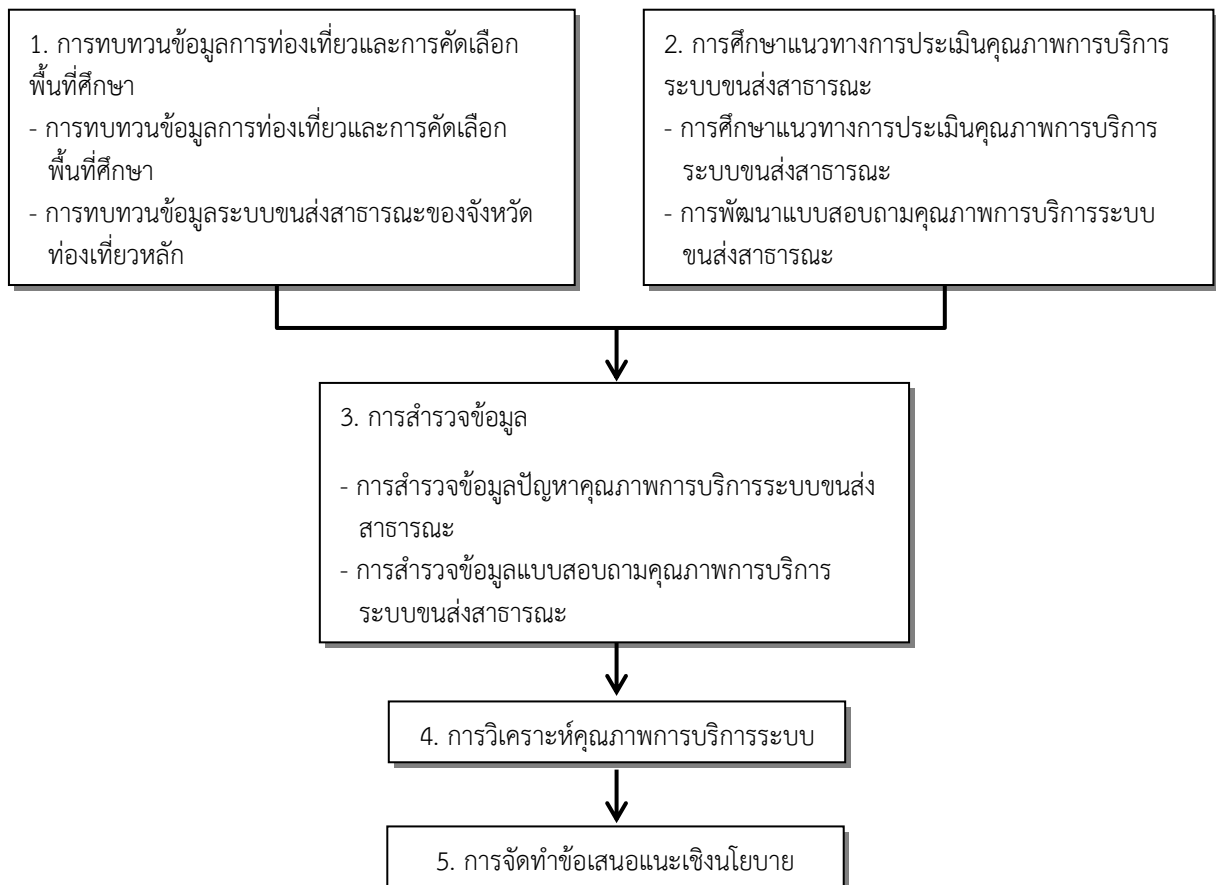 1. การทบทวนข้อมูลการท่องเที่ยวและการคัดเลือก
พื้นที่ศึกษา
- การทบทวนข้อมูลการท่องเที่ยวและการคัดเลือก
พื้นที่ศึกษา
- การทบทวนข้อมูลระบบขนส่งสาธารณะของจังหวัด
ท่องเที่ยวหลัก
2. การศึกษาแนวทางการประเมินคุณภาพการบริการ
ระบบขนส่งสาธารณะ
- การศึกษาแนวทางการประเมินคุณภาพการบริการ
ระบบขนส่งสาธารณะ
- การพัฒนาแบบสอบถามคุณภาพการบริการระบบ
ขนส่งสาธารณะ
3. การสำรวจข้อมูล
- การสำรวจข้อมูลปัญหาคุณภาพการบริการระบบขนส่ง
สาธารณะ
- การสำรวจข้อมูลแบบสอบถามคุณภาพการบริการ
ระบบขนส่งสาธารณะ
4. การวิเคราะห์คุณภาพการบริการระบบ
5. การจัดทำข้อเสนอแนะเชิงนโยบาย